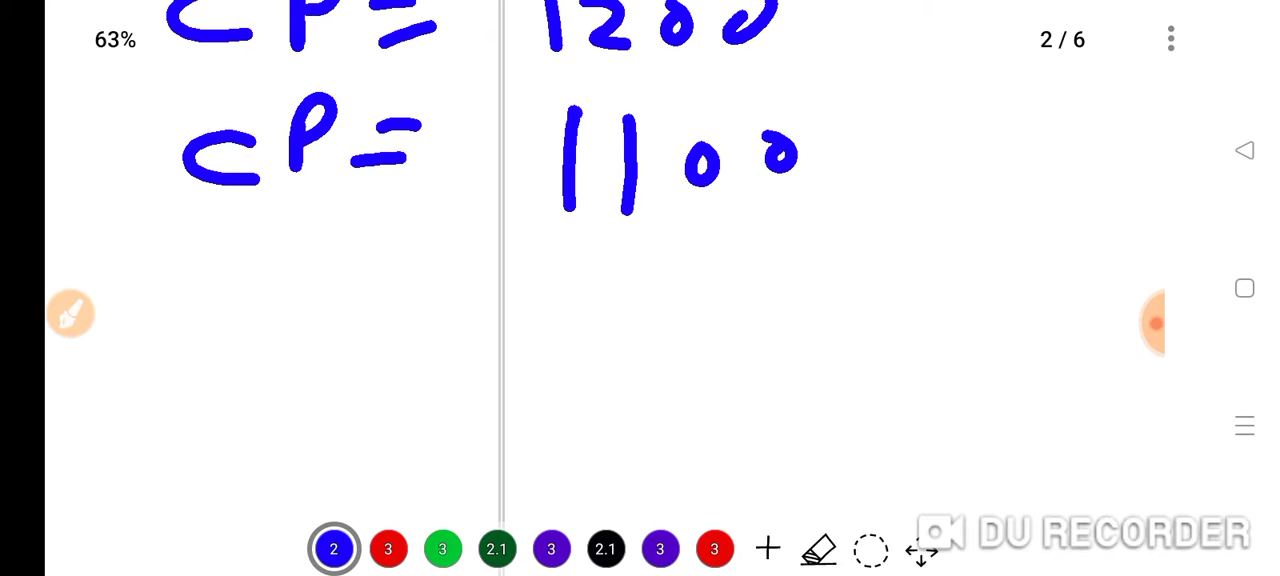 CP = 1200
63%
2 / 6
CP = 1100
2 3 3 2.1 3 2.1 3 3
DU RECORDER